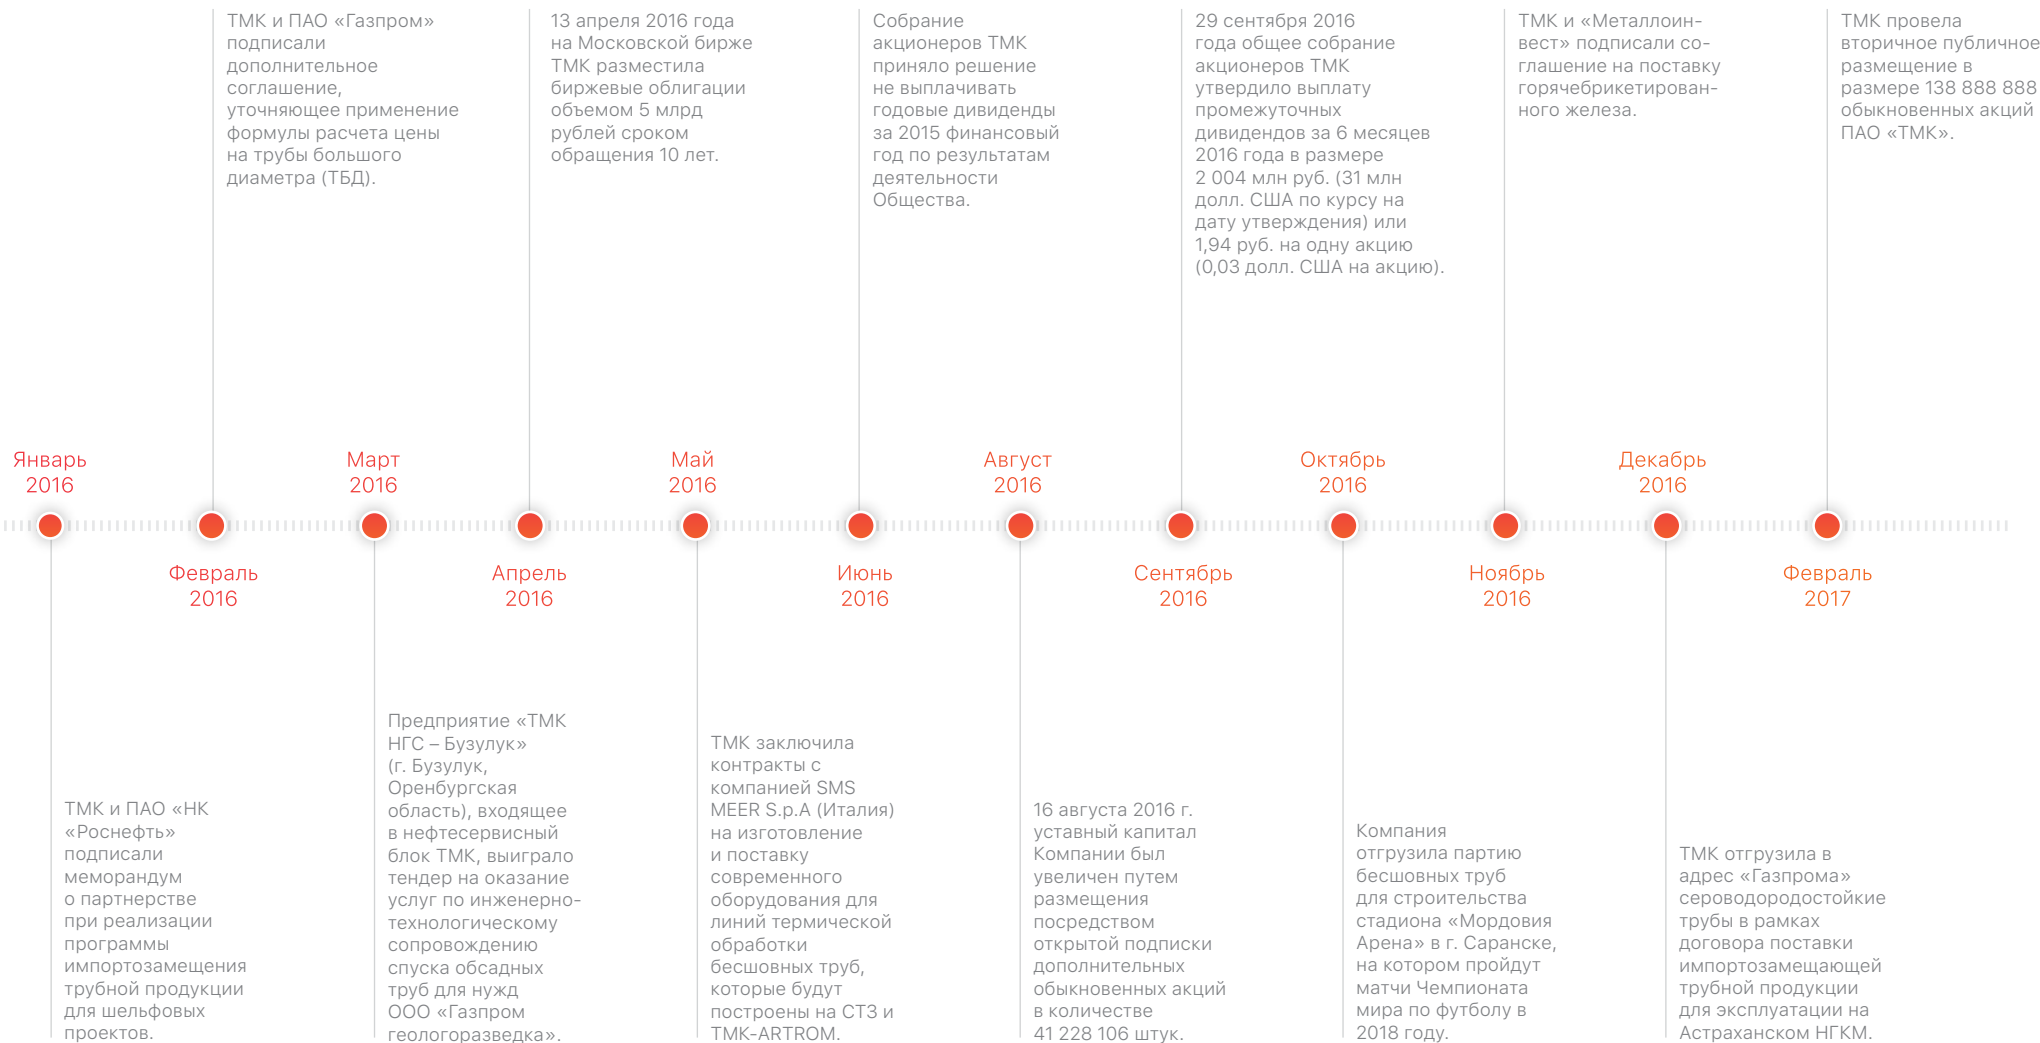 ТМК и ПАО «Газпром»
подписали
дополнительное
соглашение,
уточняющее применение
формулы расчета цены
на трубы большого
диаметра (ТБД).
13 апреля 2016 года
на Московской бирже
ТМК разместила
биржевые облигации
объемом 5 млрд
рублей сроком
обращения 10 лет.
Собрание
акционеров ТМК
приняло решение
не выплачивать
годовые дивиденды
за 2015 финансовый
год по результатам
деятельности
Общества.
29 сентября 2016
года общее собрание
акционеров ТМК
утвердило выплату
промежуточных
дивидендов за 6 месяцев
2016 года в размере
2 004 млн руб. (31 млн
долл. США по курсу на
дату утверждения) или
1,94 руб. на одну акцию
(0,03 долл. США на акцию).
ТМК и «Металлоин-
вест» подписали со-
глашение на поставку
горячебрикетирован-
ного железа.
ТМК провела
вторичное публичное
размещение в
размере 138 888 888
обыкновенных акций
ПАО «ТМК».
Январь
2016
Март
2016
Май
2016
Август
2016
Октябрь
2016
Декабрь
2016
Февраль
2016
Апрель
2016
Июнь
2016
Сентябрь
2016
Ноябрь
2016
Февраль
2017
ТМК и ПАО «НК
«Роснефть»
подписали
меморандум
о партнерстве
при реализации
программы
импортозамещения
трубной продукции
для шельфовых
проектов.
Предприятие «ТМК
НГС – Бузулук»
(г. Бузулук,
Оренбургская
область), входящее
в нефтесервисный
блок ТМК, выиграло
тендер на оказание
услуг по инженерно-
технологическому
сопровождению
спуска обсадных
труб для нужд
ООО «Газпром
геологоразведка».
ТМК заключила
контракты с
компанией SMS
MEER S.p.A (Италия)
на изготовление
и поставку
современного
оборудования для
линий термической
обработки
бесшовных труб,
которые будут
построены на СТЗ и
ТМК-ARTROM.
16 августа 2016 г.
уставный капитал
Компании был
увеличен путем
размещения
посредством
открытой подписки
дополнительных
обыкновенных акций
в количестве
41 228 106 штук.
Компания
отгрузила партию
бесшовных труб
для строительства
стадиона «Мордовия
Арена» в г. Саранске,
на котором пройдут
матчи Чемпионата
мира по футболу в
2018 году.
ТМК отгрузила в
адрес «Газпрома»
сероводородостойкие
трубы в рамках
договора поставки
импортозамещающей
трубной продукции
для эксплуатации на
Астраханском НГКМ.